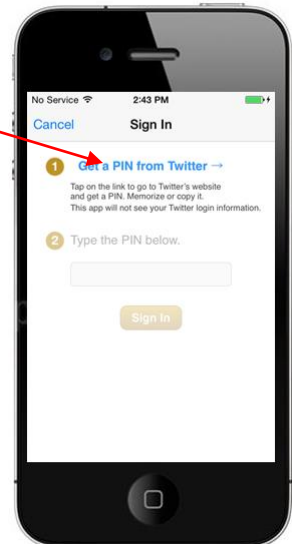 No Service 2:43 PM
Cancel Sign In
1 Get a PIN from Twitter →
Tap on the link to go to Twitter's website
and get a PIN. Memorize or copy it.
This app will not see your Twitter login information.
2 Type the PIN below.
Sign In